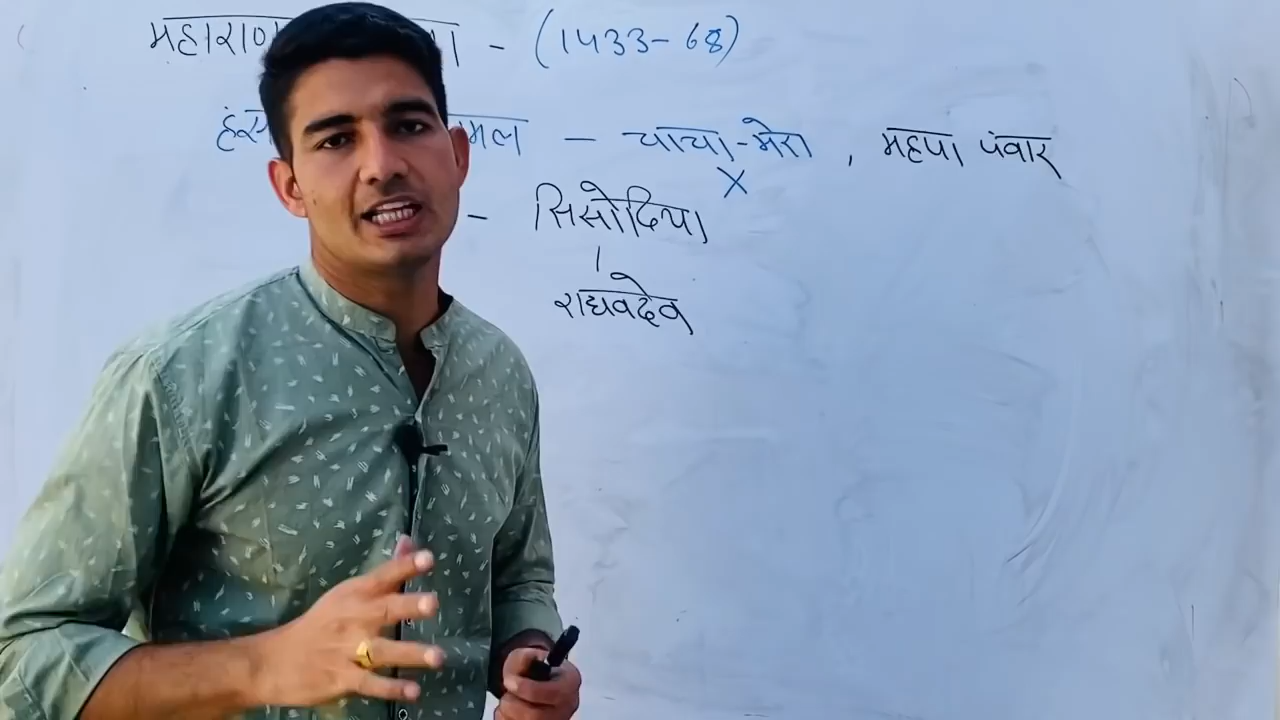 महाराण - (1433-68)
मल - चाचा-मेरा , महपा पंवार
X
- सिसोदिया
।
राघवदेव